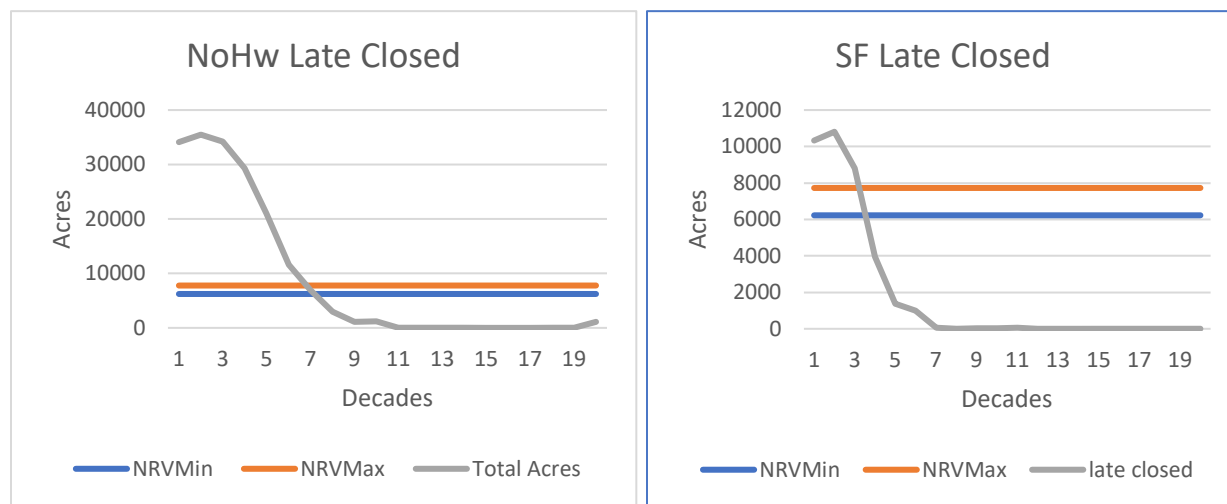 NoHw Late Closed
40000
30000
20000
10000
0
Acres
1 3 5 7 9 11 13 15 17 19
Decades
NRVMin NRVMax Total Acres
SF Late Closed
12000
10000
8000
6000
4000
2000
0
Acres
1 3 5 7 9 11 13 15 17 19
Decades
NRVMin NRVMax late closed